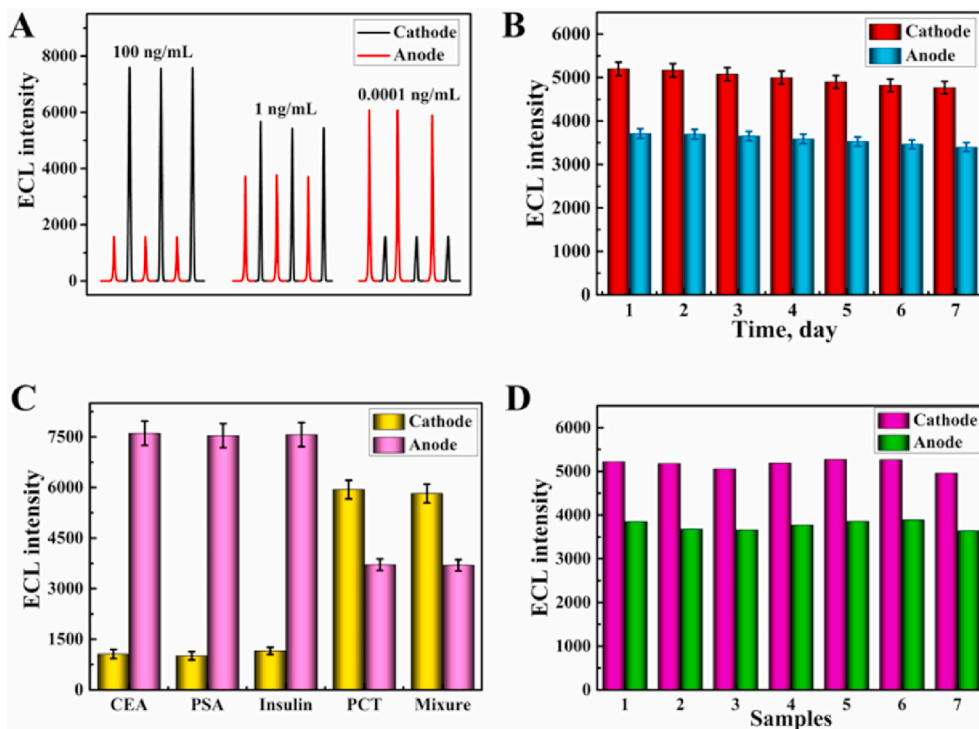 A
Cathode
Anode
100 ng/mL
1 ng/mL
0.0001 ng/mL
ECL intensity
8000
6000
4000
2000
0
B
Cathode
Anode
ECL intensity
6000
5000
4000
3000
2000
1000
0
1 2 3 4 5 6 7
Time, day
C
Cathode
Anode
ECL intensity
7500
6000
4500
3000
1500
0
CEA PSA Insulin PCT Mixure
D
Cathode
Anode
ECL intensity
6000
5000
4000
3000
2000
1000
0
1 2 3 4 5 6 7
Samples